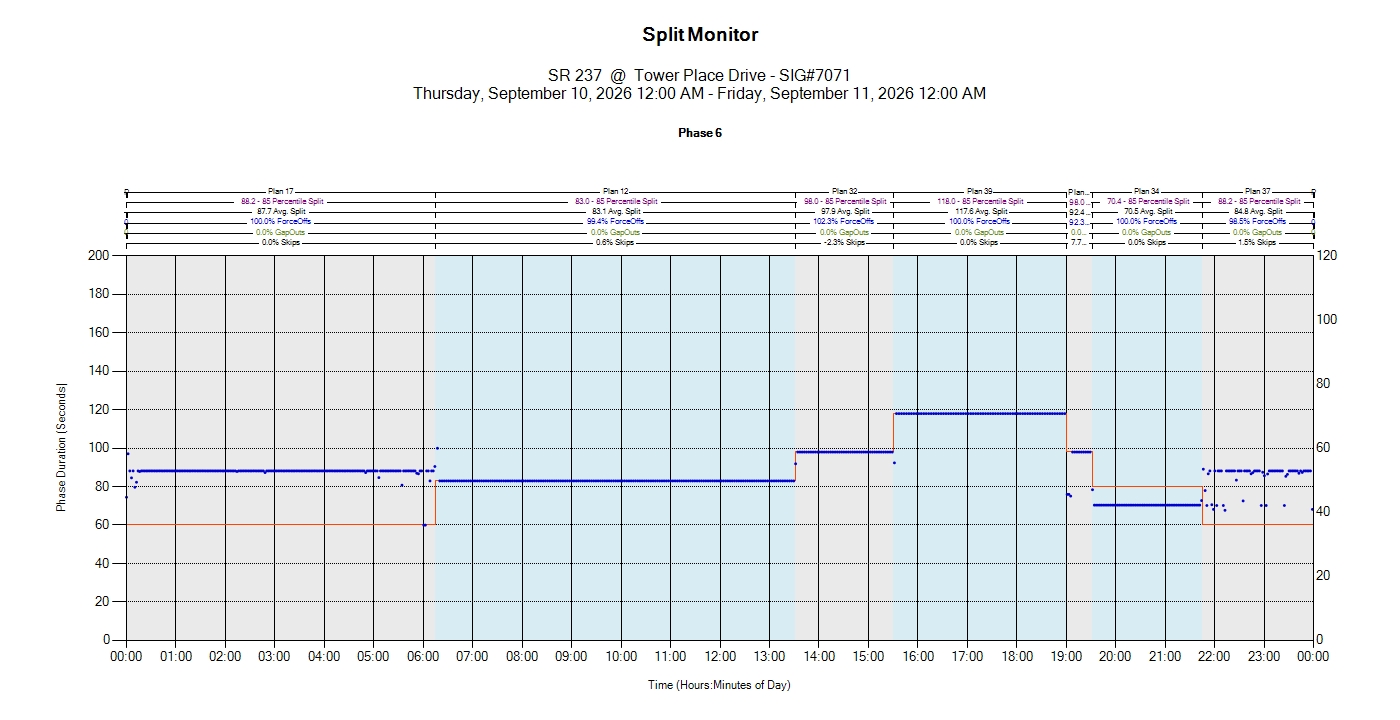 Split Monitor
SR 237 @ Tower Place Drive - SIG#7071
Thursday, September 10, 2026 12:00 AM - Friday, September 11, 2026 12:00 AM
Phase 6
Plan 17 Plan 12 Plan 32 Plan 39 Plan... Plan 34 Plan 37
88.2 - 85 Percentile Split 83.0 - 85 Percentile Split 98.0 - 85 Percentile Split 118.0 - 85 Percentile Split 98.0... 70.4 - 85 Percentile Split 88.2 - 85 Percentile Split
87.7 Avg. Split 83.1 Avg. Split 97.9 Avg. Split 117.6 Avg. Split 92.4... 70.5 Avg. Split 84.8 Avg. Split
100.0% ForceOffs 99.4% ForceOffs 102.3% ForceOffs 100.0% ForceOffs 92.3... 100.0% ForceOffs 98.5% ForceOffs
0.0% GapOuts 0.0% GapOuts 0.0% GapOuts 0.0% GapOuts 0.0... 0.0% GapOuts 0.0% GapOuts
0.0% Skips 0.6% Skips -2.3% Skips 0.0% Skips 7.7... 0.0% Skips 1.5% Skips
200 120
180
160 100
140
120 80
100 60
80
60 40
40 20
20
0 0
Phase Duration (Seconds)
00:00 01:00 02:00 03:00 04:00 05:00 06:00 07:00 08:00 09:00 10:00 11:00 12:00 13:00 14:00 15:00 16:00 17:00 18:00 19:00 20:00 21:00 22:00 23:00 00:00
Time (Hours:Minutes of Day)